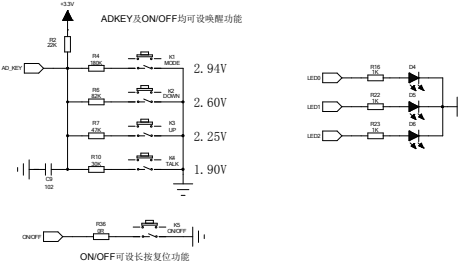 +3.3V
ADKEY及ON/OFF均可设唤醒功能
R2
22K
AD_KEY
R4
180K
K1
MODE
2.94V
R6
82K
K2
DOWN
2.60V
R7
47K
K3
UP
2.25V
R10
30K
K4
TALK
1.90V
C9
102
LED0
R16
1K
D4
LED1
R22
1K
D5
LED2
R23
1K
D6
ON/OFF
R36
0R
K5
ON/OFF
ON/OFF可设长按复位功能